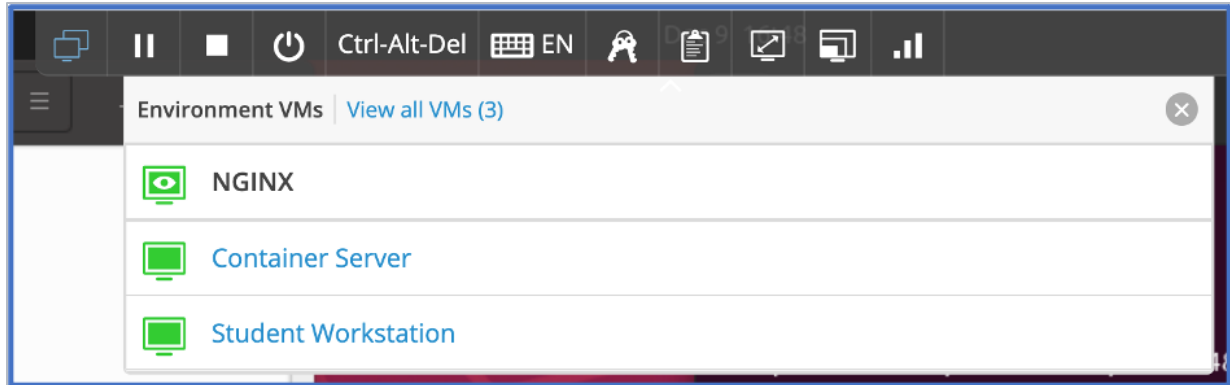 Ctrl-Alt-Del EN
Environment VMs View all VMs (3)
NGINX
Container Server
Student Workstation